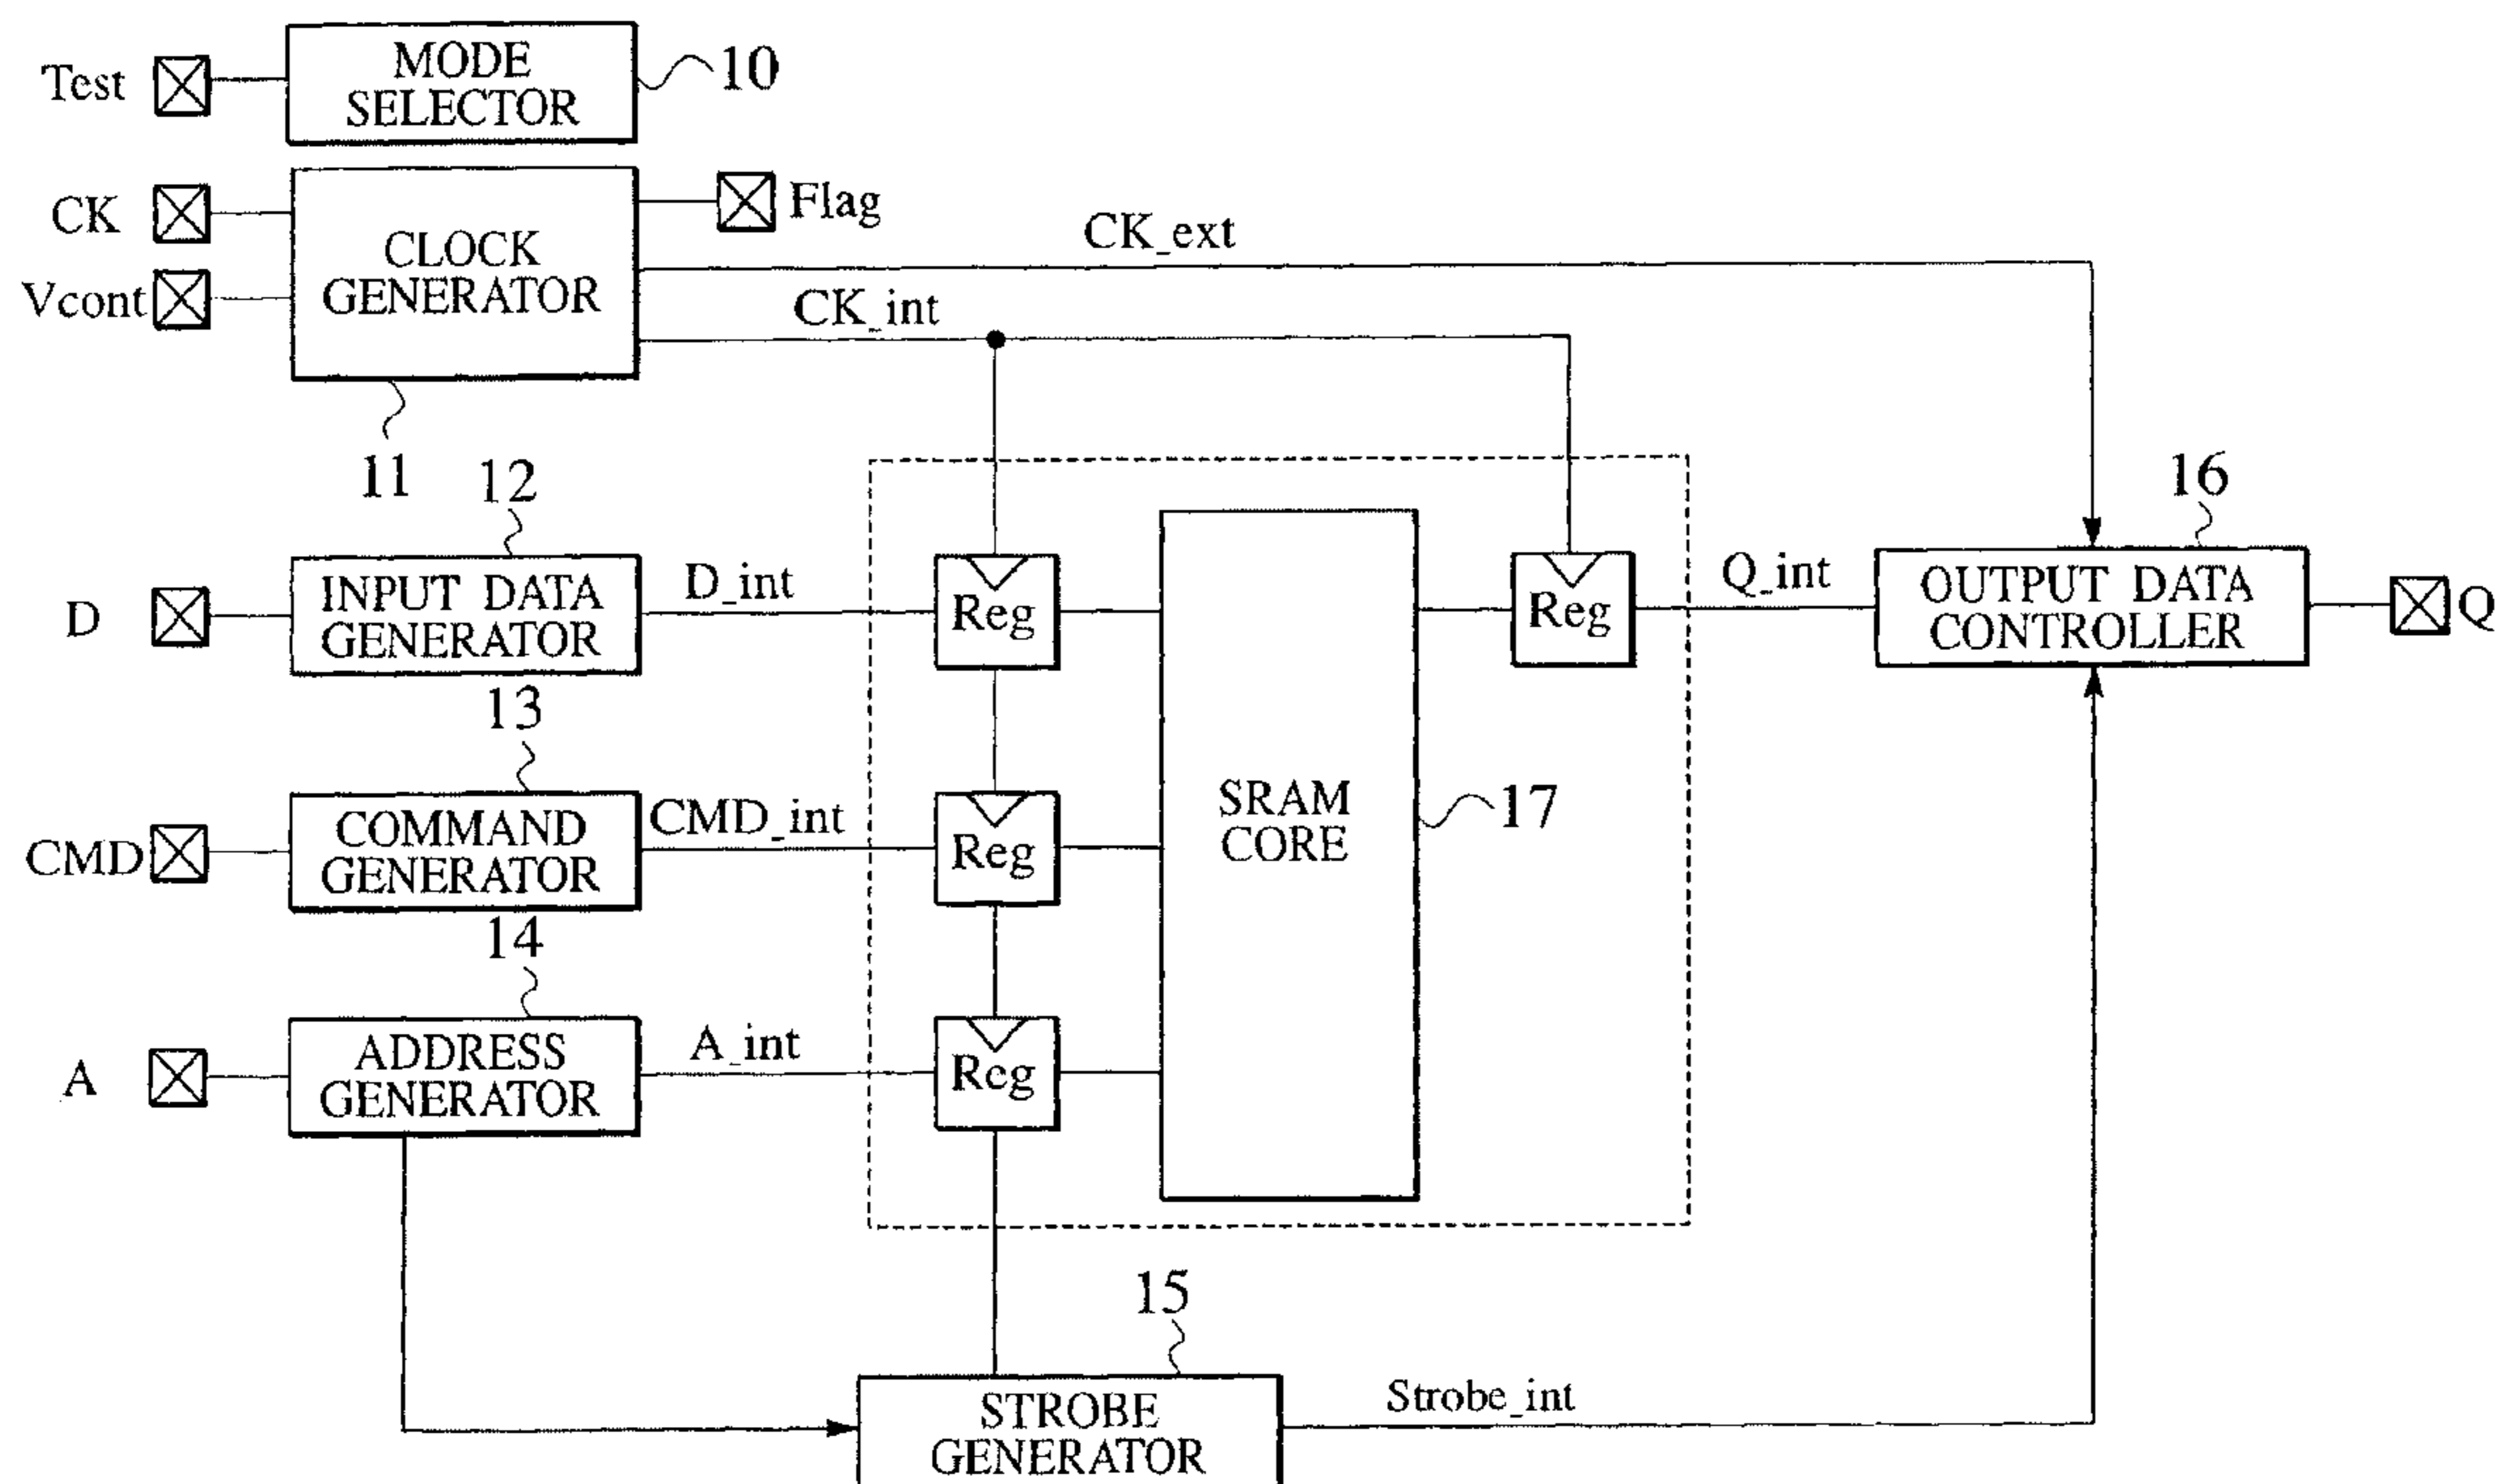 Test
MODE
SELECTOR
10
CK
Vcont
CLOCK
GENERATOR
Flag
CK_ext
CK_int
11
12
16
D
INPUT DATA
GENERATOR
D_int
Reg
Reg
Q_int
OUTPUT DATA
CONTROLLER
Q
13
CMD
COMMAND
GENERATOR
CMD_int
Reg
SRAM
CORE
17
14
A
ADDRESS
GENERATOR
A_int
Reg
15
STROBE
GENERATOR
Strobe_int